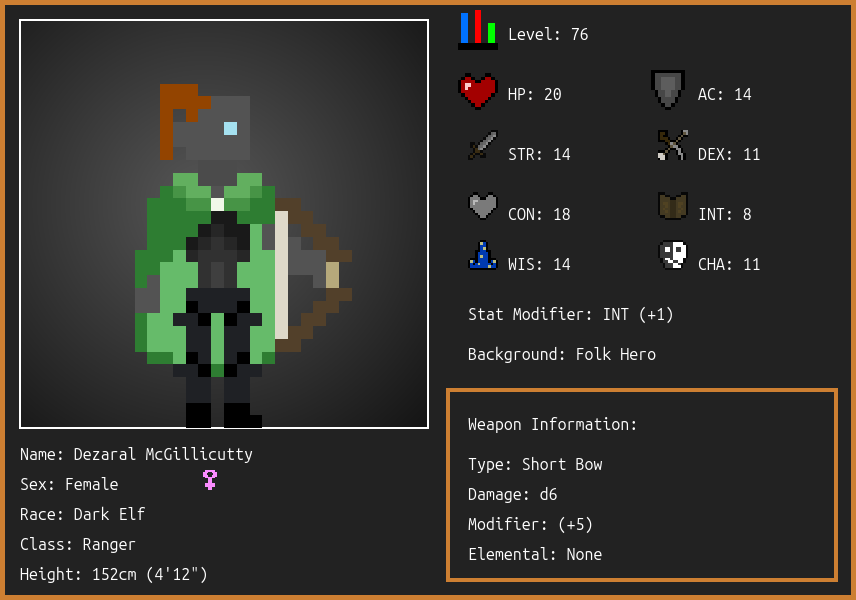 Level: 76
HP: 20
AC: 14
STR: 14
DEX: 11
CON: 18
INT: 8
WIS: 14
CHA: 11
Stat Modifier: INT (+1)
Background: Folk Hero
Weapon Information:
Type: Short Bow
Damage: d6
Modifier: (+5)
Elemental: None
Name: Dezaral McGillicutty
Sex: Female
Race: Dark Elf
Class: Ranger
Height: 152cm (4'12")